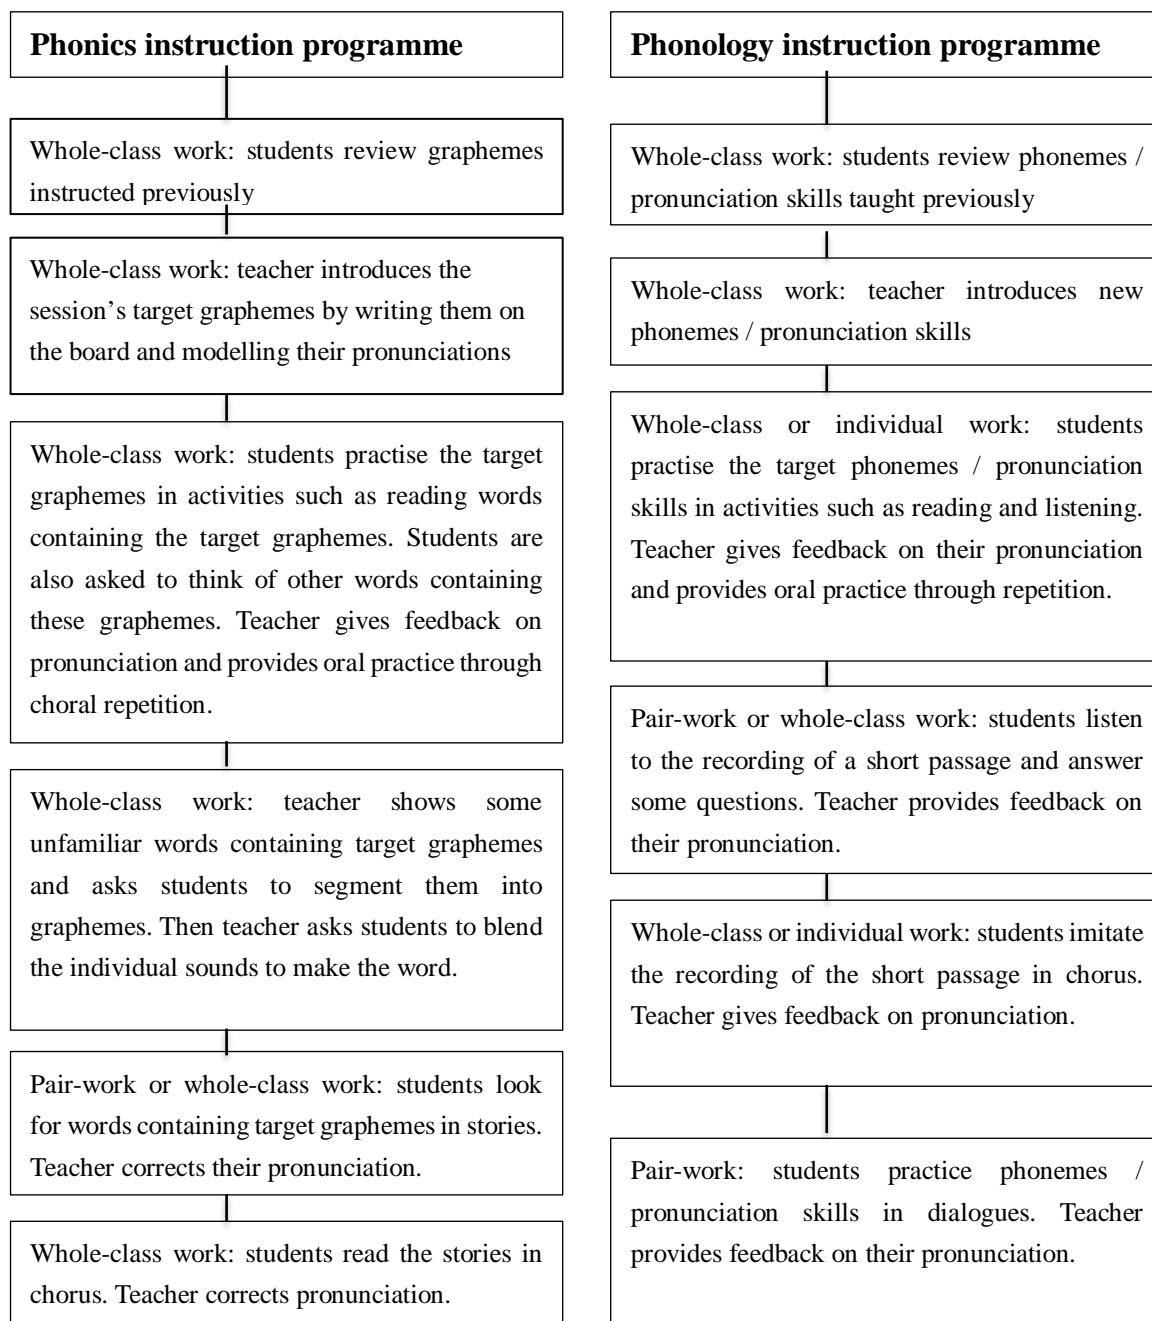 Phonics instruction programme
Whole-class work: students review graphemes
instructed previously
Whole-class work: teacher introduces the
session’s target graphemes by writing them on
the board and modelling their pronunciations
Whole-class work: students practise the target
graphemes in activities such as reading words
containing the target graphemes. Students are
also asked to think of other words containing
these graphemes. Teacher gives feedback on
pronunciation and provides oral practice through
choral repetition.
Whole-class work: teacher shows some
unfamiliar words containing target graphemes
and asks students to segment them into
graphemes. Then teacher asks students to blend
the individual sounds to make the word.
Pair-work or whole-class work: students look
for words containing target graphemes in stories.
Teacher corrects their pronunciation.
Whole-class work: students read the stories in
chorus. Teacher corrects pronunciation.
Phonology instruction programme
Whole-class work: students review phonemes /
pronunciation skills taught previously
Whole-class work: teacher introduces new
phonemes / pronunciation skills
Whole-class or individual work: students
practise the target phonemes / pronunciation
skills in activities such as reading and listening.
Teacher gives feedback on their pronunciation
and provides oral practice through repetition.
Pair-work or whole-class work: students listen
to the recording of a short passage and answer
some questions. Teacher provides feedback on
their pronunciation.
Whole-class or individual work: students imitate
the recording of the short passage in chorus.
Teacher gives feedback on pronunciation.
Pair-work: students practice phonemes /
pronunciation skills in dialogues. Teacher
provides feedback on their pronunciation.